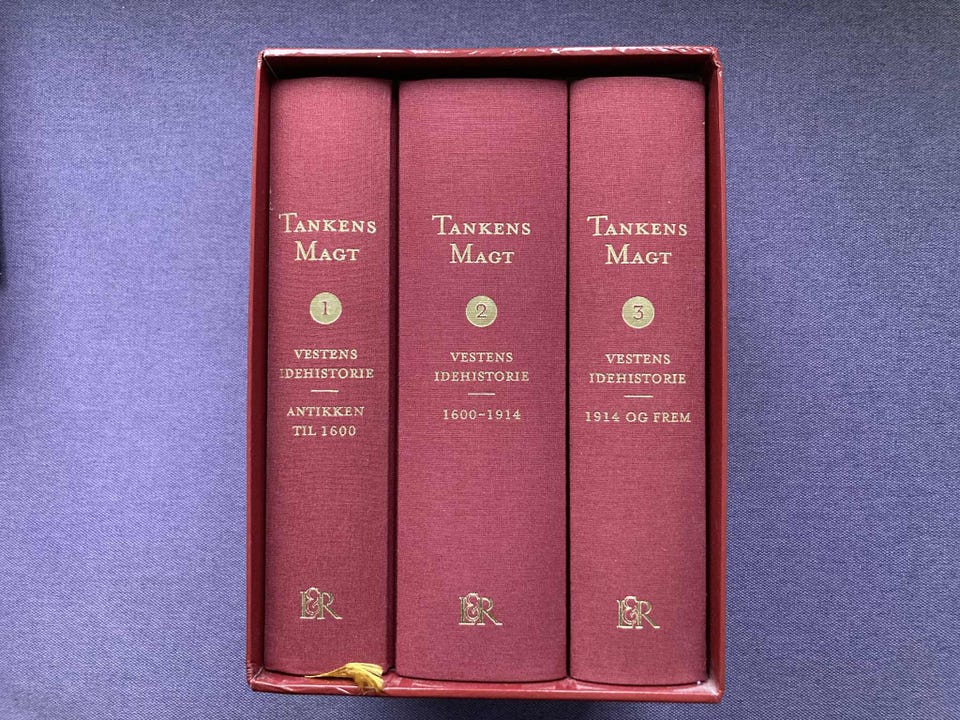 TANKENS
MAGT
1
VESTENS
IDEHISTORIE
ANTIKKEN
TIL 1600
L&R
TANKENS
MAGT
2
VESTENS
IDEHISTORIE
1600-1914
L&R
TANKENS
MAGT
3
VESTENS
IDEHISTORIE
1914 OG FREM
L&R